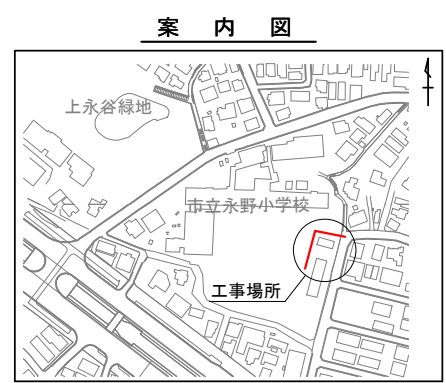 案内図
上永谷緑地
市立永野小学校
工事場所